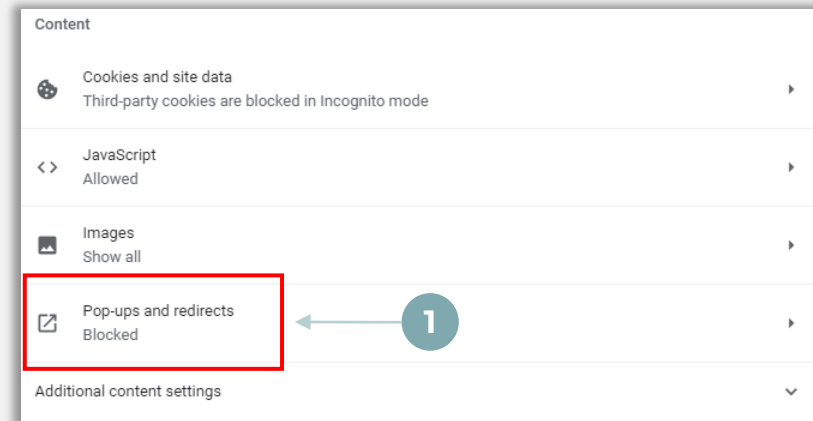 Content
Cookies and site data
Third-party cookies are blocked in Incognito mode
JavaScript
Allowed
Images
Show all
Pop-ups and redirects
Blocked
1
Additional content settings